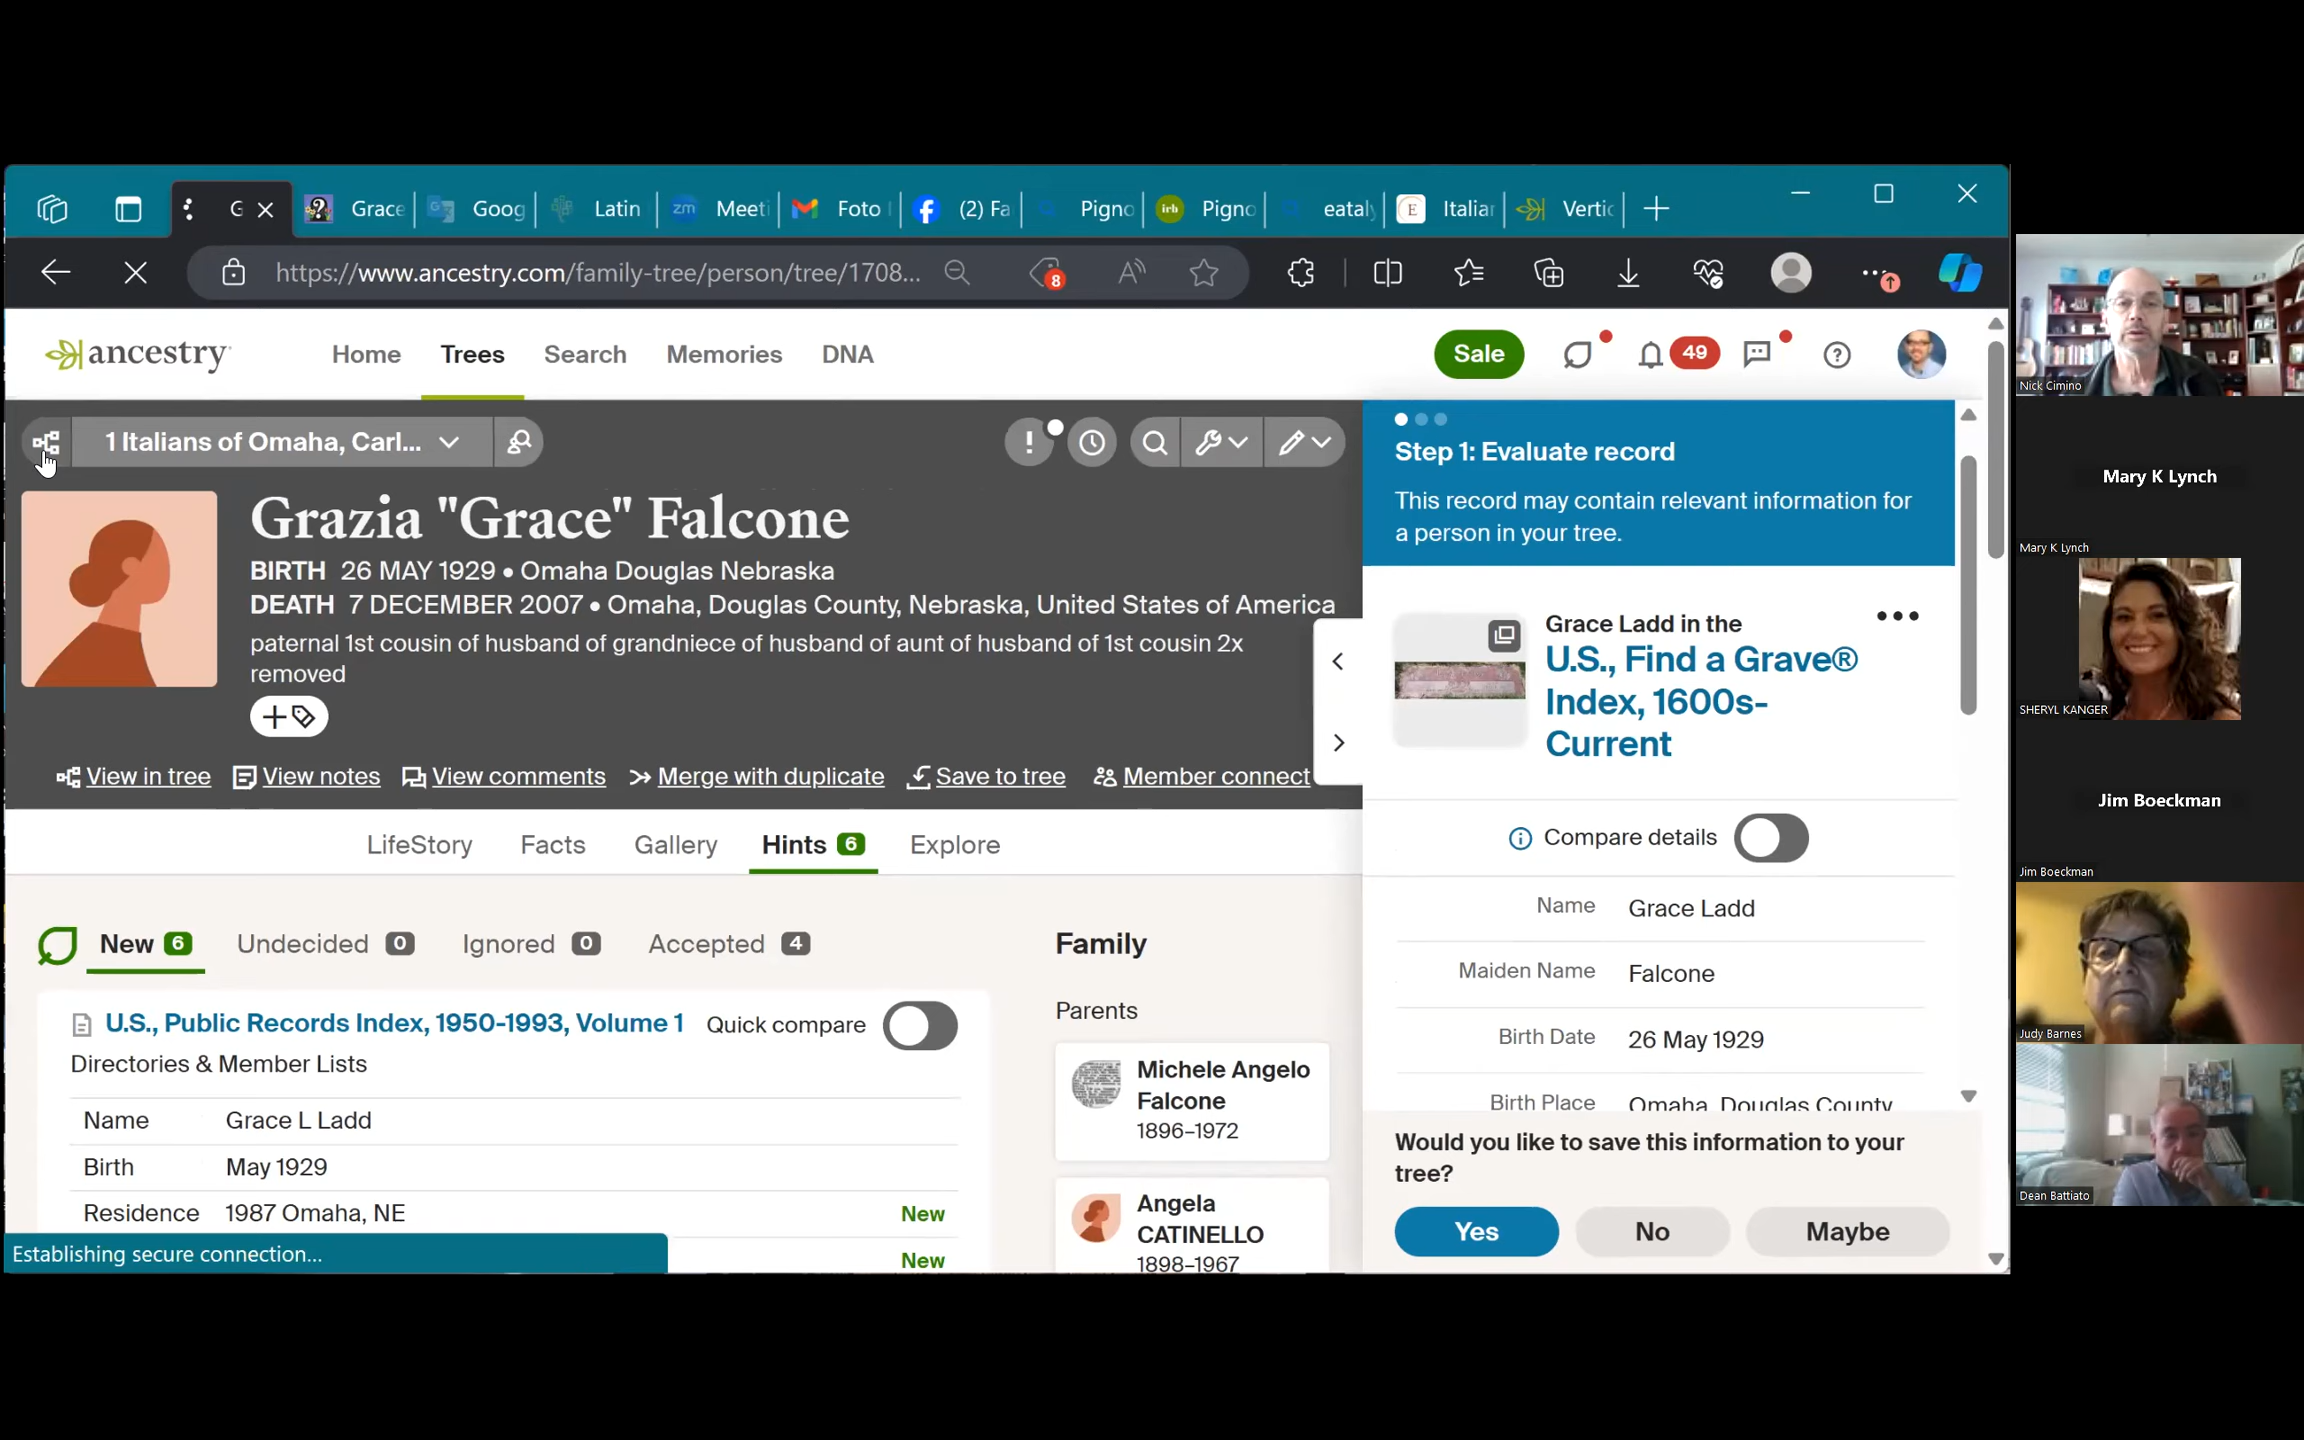 G
Grace
Goog
Latin
Meeti
Foto
(2) Fa
Pigno
Pigno
eataly
Italian
Vertic
https://www.ancestry.com/family-tree/person/tree/1708...
8
ancestry
Home
Trees
Search
Memories
DNA
Sale
49
1 Italians of Omaha, Carl...
Grazia "Grace" Falcone
BIRTH 26 MAY 1929 • Omaha Douglas Nebraska
DEATH 7 DECEMBER 2007 • Omaha, Douglas County, Nebraska, United States of America
paternal 1st cousin of husband of grandniece of husband of aunt of husband of 1st cousin 2x
removed
View in tree
View notes
View comments
Merge with duplicate
Save to tree
Member connect
LifeStory
Facts
Gallery
Hints 6
Explore
New 6
Undecided 0
Ignored 0
Accepted 4
U.S., Public Records Index, 1950-1993, Volume 1
Quick compare
Directories & Member Lists
Name Grace L Ladd
Birth May 1929
Residence 1987 Omaha, NE New
New
Establishing secure connection...
Family
Parents
Michele Angelo
Falcone
1896–1972
Angela
CATINELLO
1898–1967
Step 1: Evaluate record
This record may contain relevant information for
a person in your tree.
Grace Ladd in the
U.S., Find a Grave®
Index, 1600s-
Current
Compare details
Name Grace Ladd
Maiden Name Falcone
Birth Date 26 May 1929
Birth Place Omaha, Douglas County
Would you like to save this information to your
tree?
Yes
No
Maybe
Nick Cimino
Mary K Lynch
Mary K Lynch
SHERYL KANGER
Jim Boeckman
Jim Boeckman
Judy Barnes
Dean Battiato